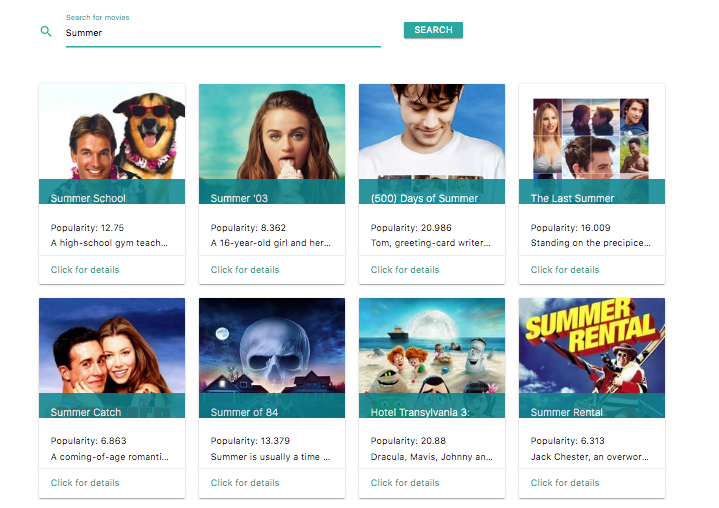 Search for movies
Summer
SEARCH
Summer School
Popularity: 12.75
A high-school gym teach...
Click for details
Summer '03
Popularity: 8.362
A 16-year-old girl and her...
Click for details
(500) Days of Summer
Popularity: 20.986
Tom, greeting-card writer...
Click for details
The Last Summer
Popularity: 16.009
Standing on the precipice...
Click for details
Summer Catch
Popularity: 6.863
A coming-of-age romanti...
Click for details
Summer of 84
Popularity: 13.379
Summer is usually a time ...
Click for details
Hotel Transylvania 3:
Popularity: 20.88
Dracula, Mavis, Johnny an...
Click for details
SUMMER
RENTAL
Summer Rental
Popularity: 6.313
Jack Chester, an overwor...
Click for details